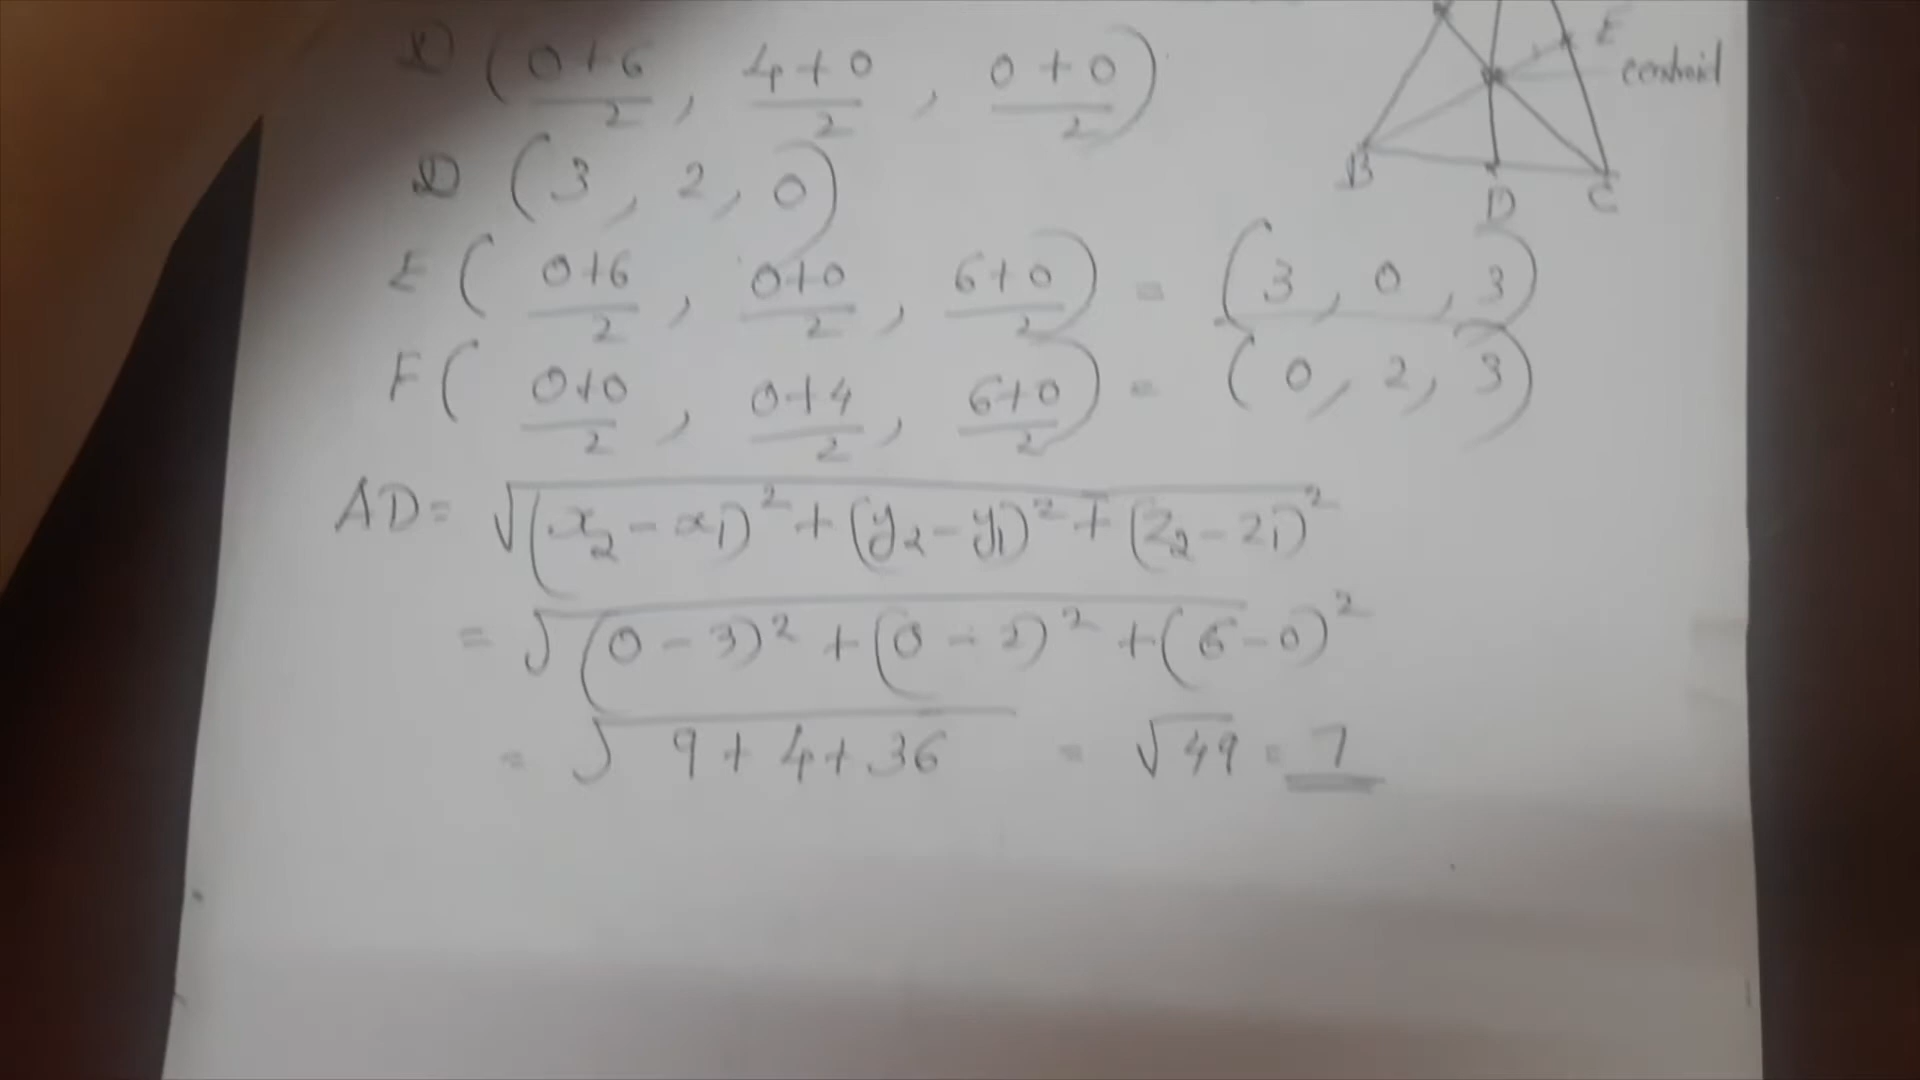 D ( 0+6/2 , 4+0/2 , 0+0/2 )
D ( 3 , 2 , 0 )
E ( 0+6/2 , 0+0/2 , 6+0/2 ) = ( 3 , 0 , 3 )
F ( 0+0/2 , 0+4/2 , 6+0/2 ) = ( 0 , 2 , 3 )
AD = √(x₂ - x₁)² + (y₂ - y₁)² + (z₂ - z₁)²
= √(0 - 3)² + (0 - 2)² + (6 - 0)²
= √9 + 4 + 36 = √49 = 7
E
centroid
B
D
C